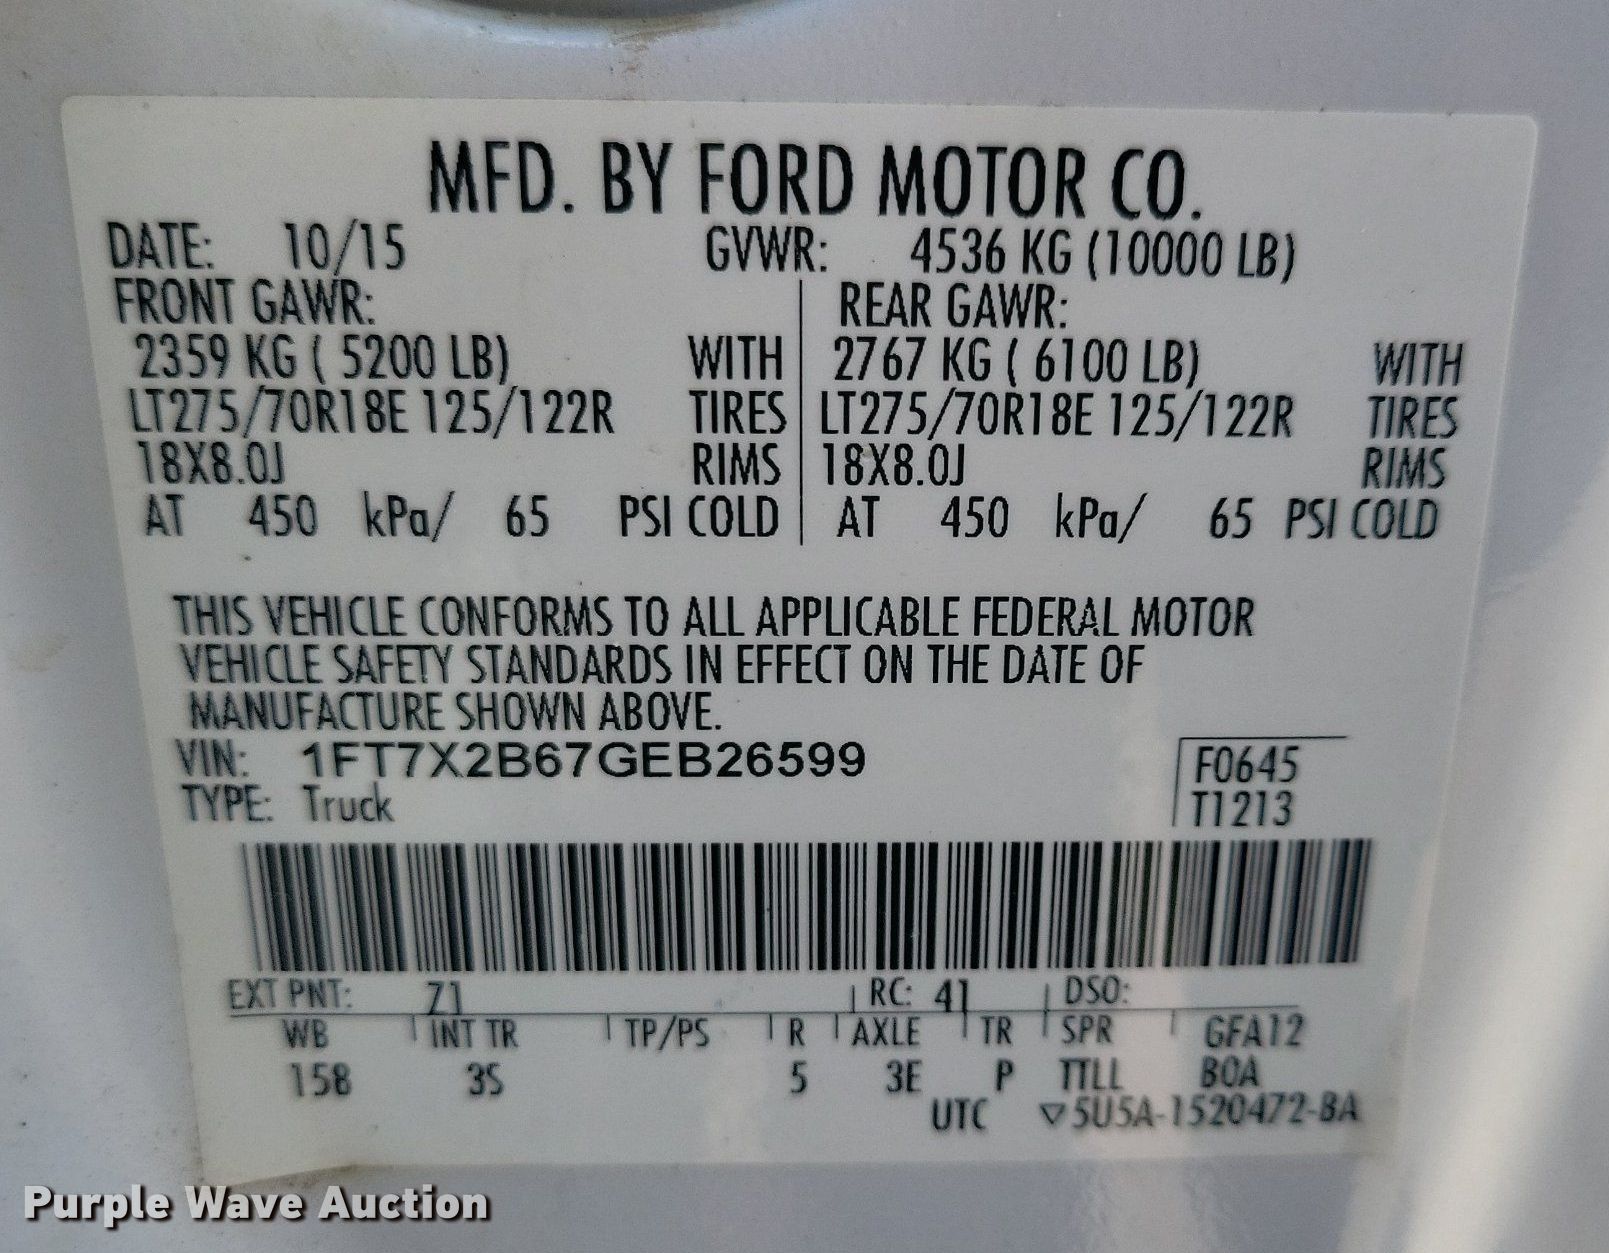 MFD. BY FORD MOTOR CO.
DATE: 10/15 GVWR: 4536 KG (10000 LB)
FRONT GAWR: REAR GAWR:
2359 KG ( 5200 LB) WITH 2767 KG ( 6100 LB) WITH
LT275/70R18E 125/122R TIRES LT275/70R18E 125/122R TIRES
18X8.0J RIMS 18X8.0J RIMS
AT 450 kPa/ 65 PSI COLD AT 450 kPa/ 65 PSI COLD
THIS VEHICLE CONFORMS TO ALL APPLICABLE FEDERAL MOTOR
VEHICLE SAFETY STANDARDS IN EFFECT ON THE DATE OF
MANUFACTURE SHOWN ABOVE.
VIN: 1FT7X2B67GEB26599 F0645
TYPE: Truck T1213
EXT PNT: Z1 RC: 41 DSO:
WB INT TR TP/PS R AXLE TR SPR GFA12
158 3S 5 3E P TTLL BOA
UTC ▽5U5A-1520472-BA
Purple Wave Auction